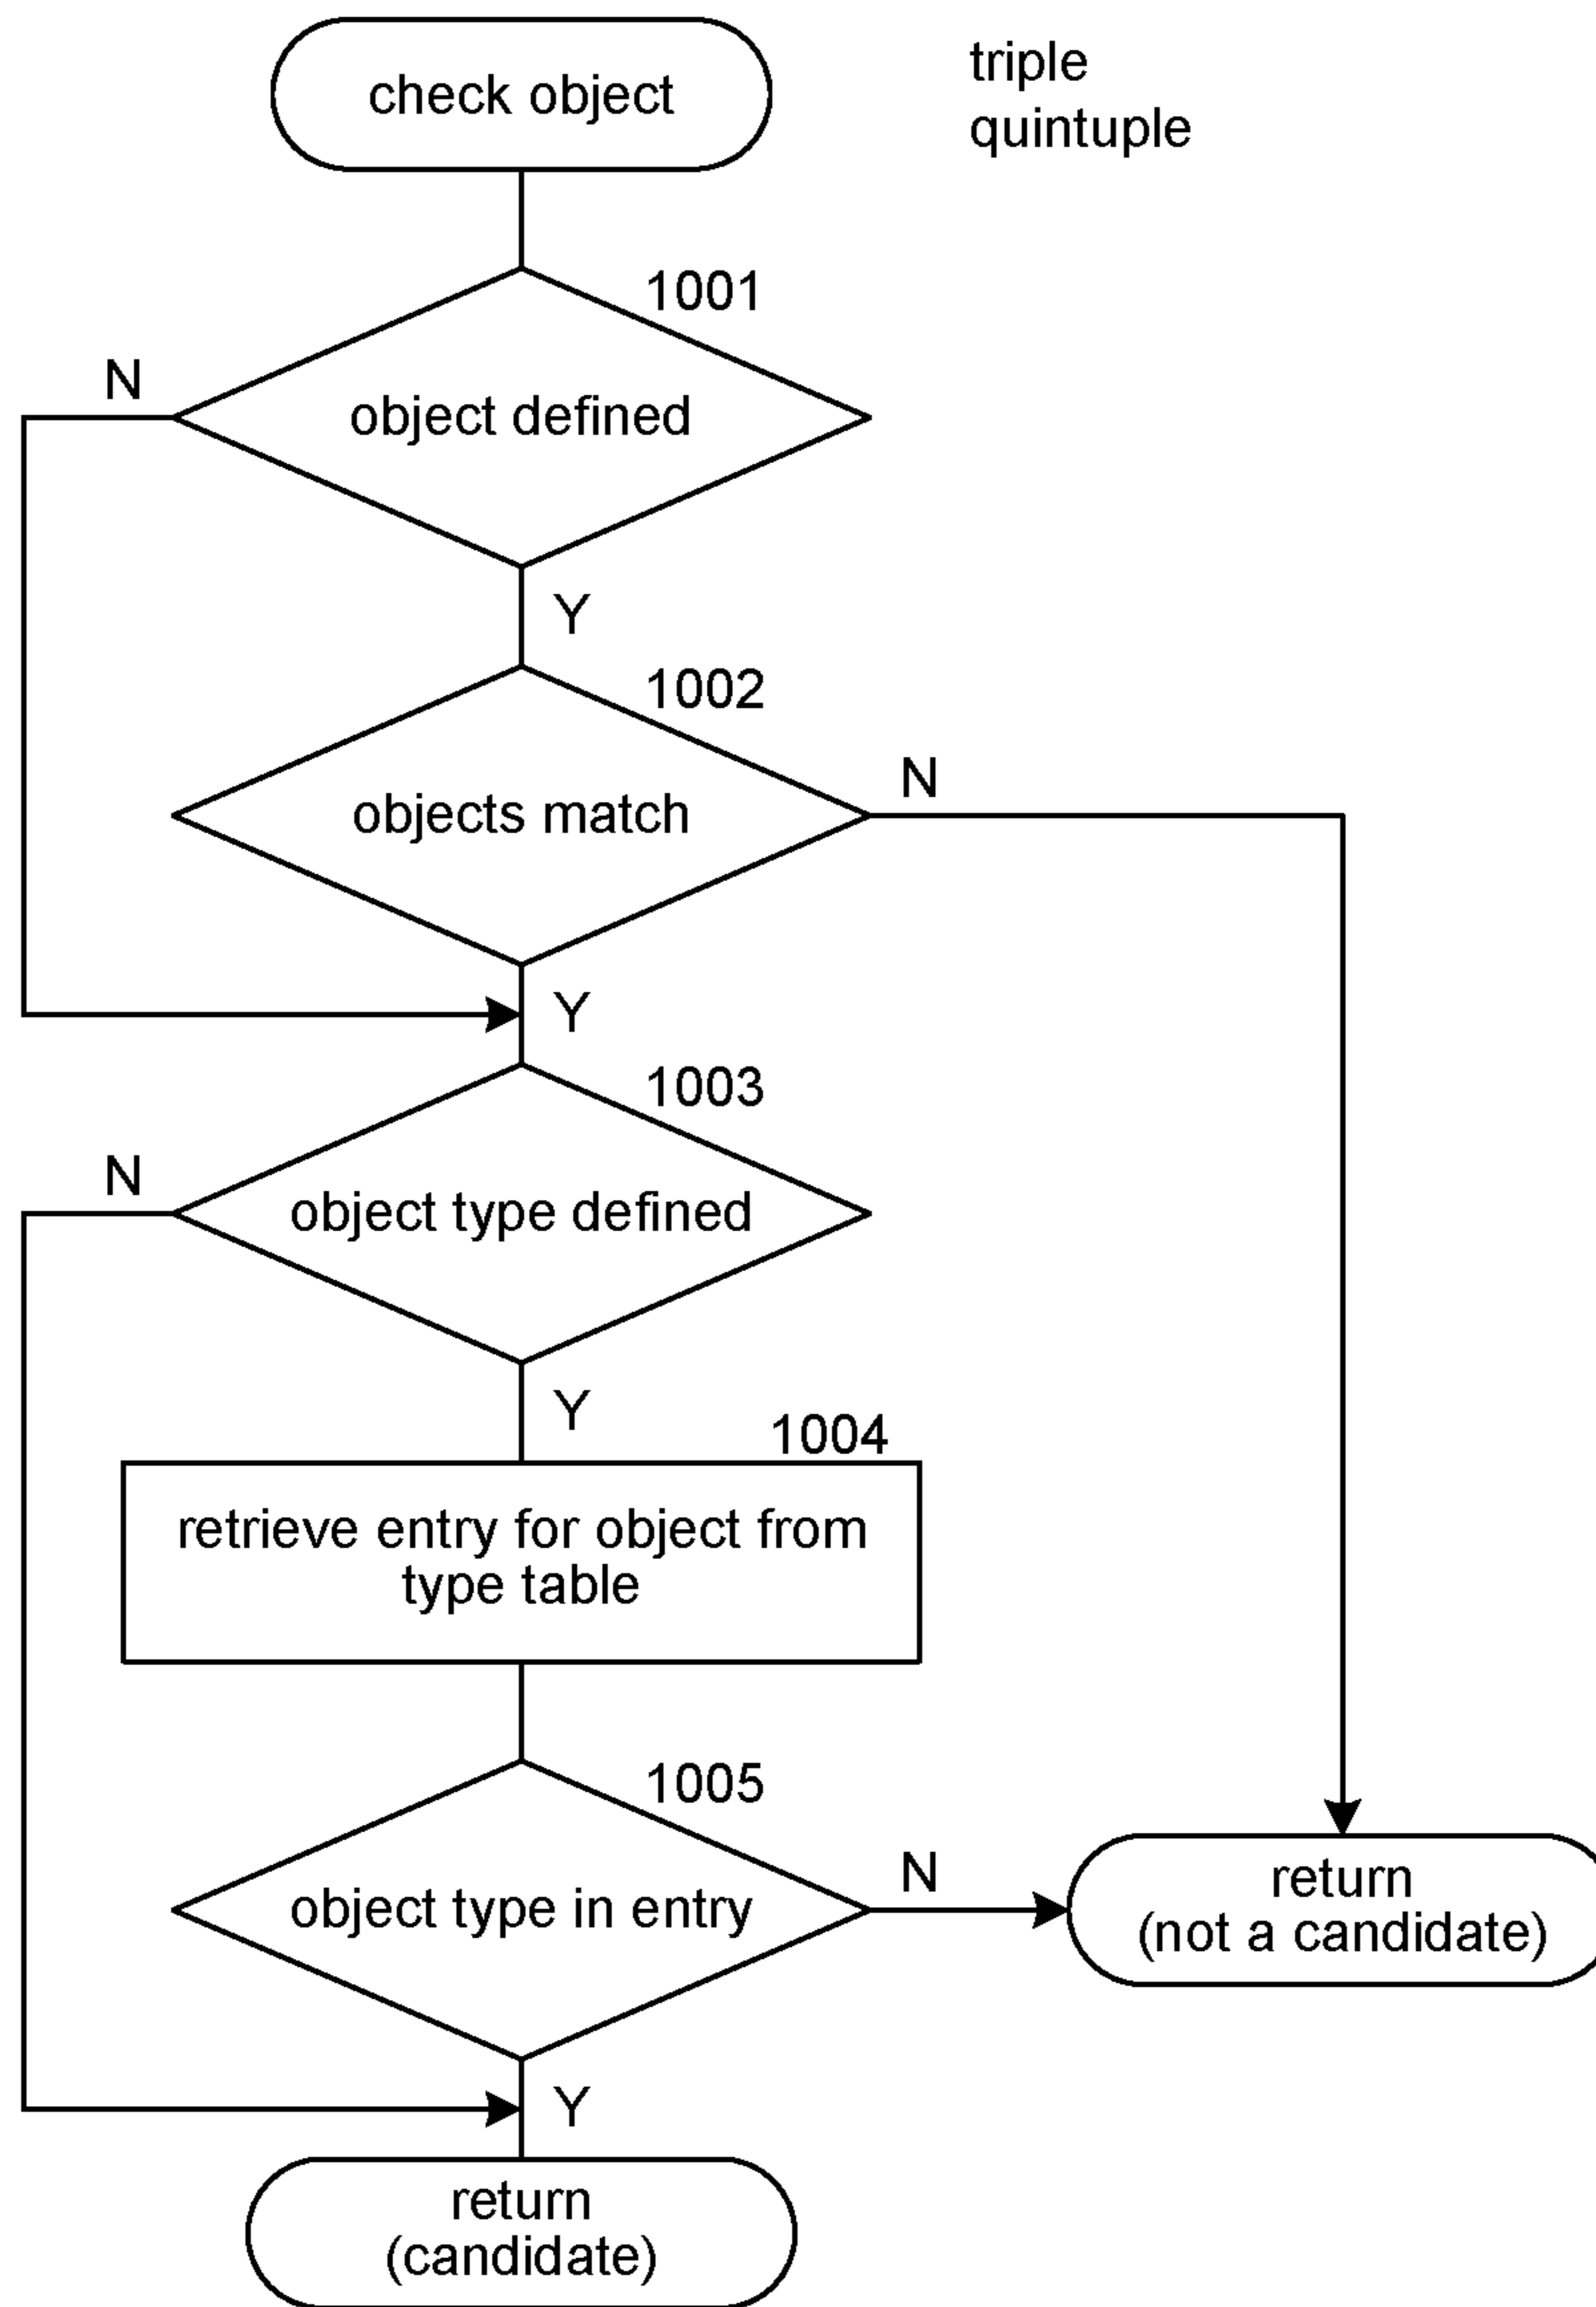 check object
triple
quintuple
1001
N
object defined
Y
1002
N
objects match
Y
1003
N
object type defined
Y
1004
retrieve entry for object from
type table
1005
N
object type in entry
return
(not a candidate)
Y
return
(candidate)